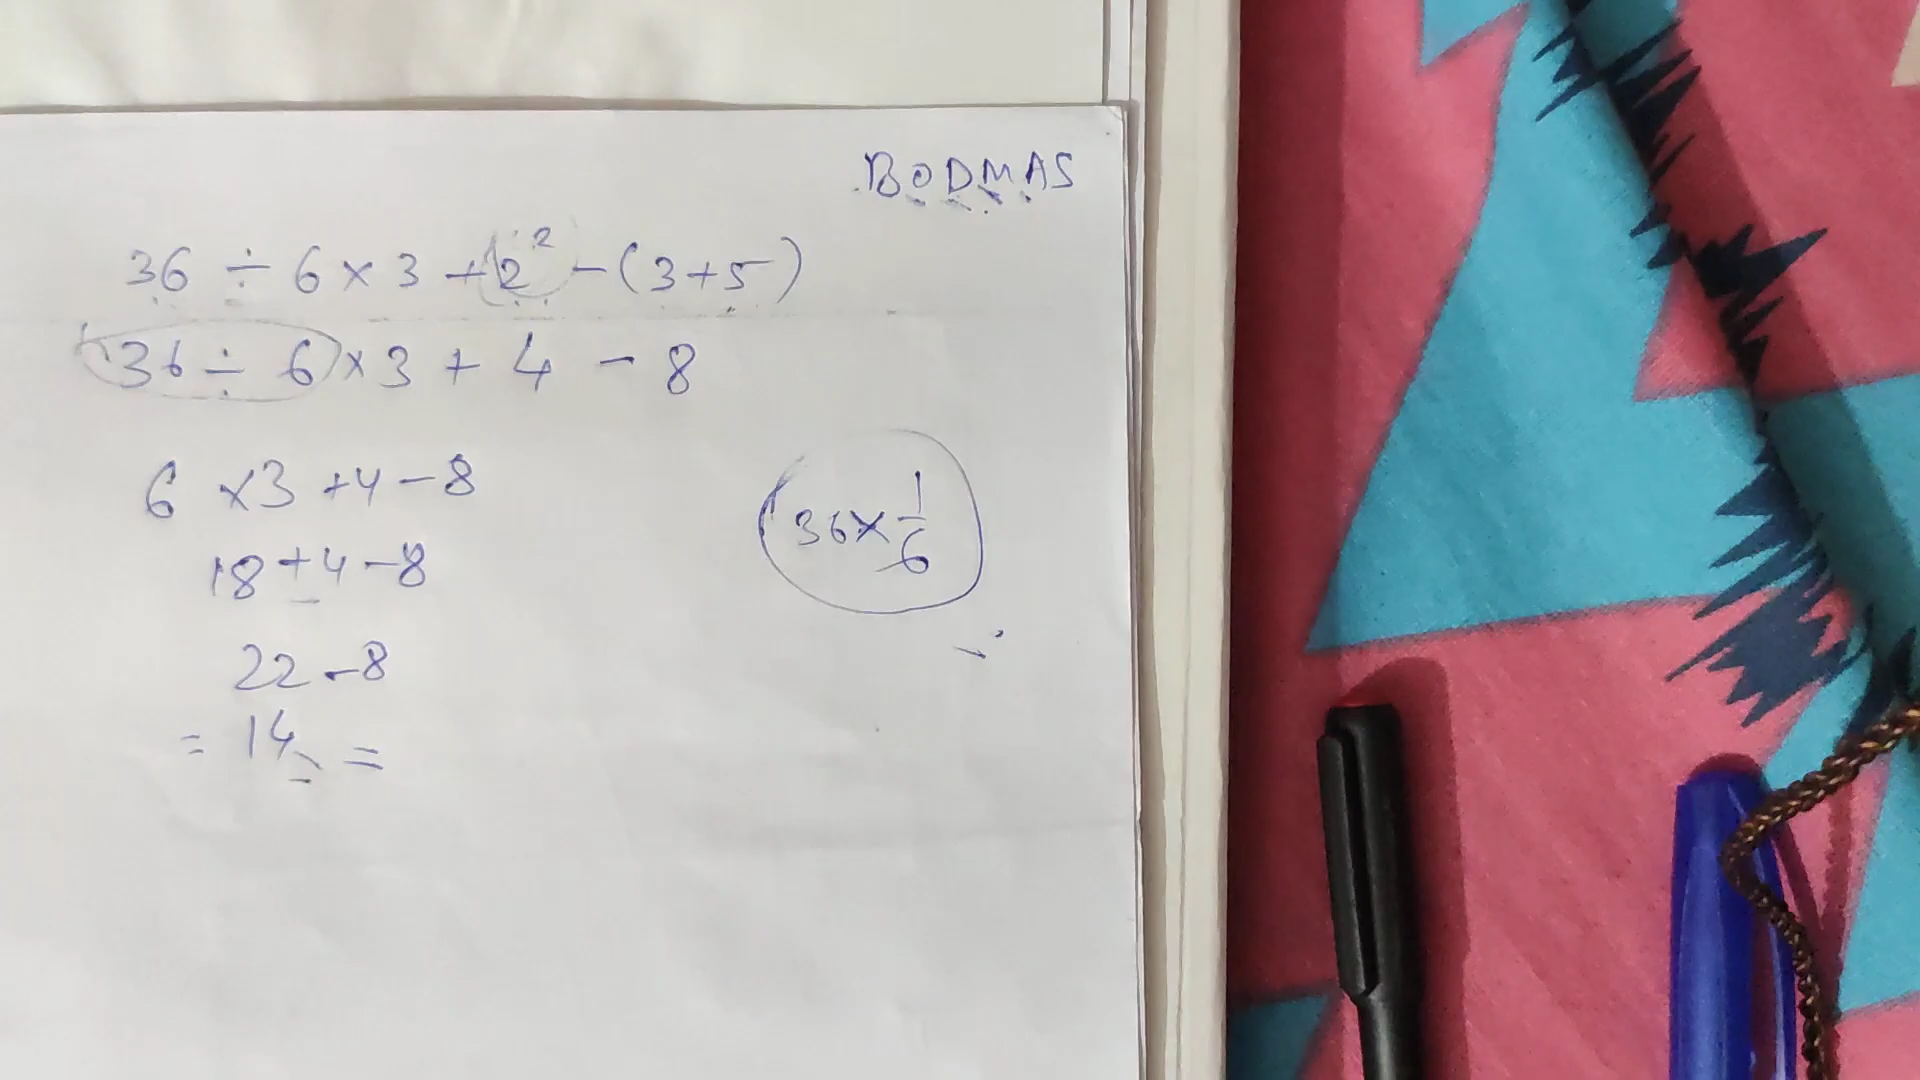 BODMAS
36 ÷ 6 × 3 + 2² - (3+5)
36 ÷ 6 × 3 + 4 - 8
6 × 3 + 4 - 8
36 × 1/6
18 + 4 - 8
22 - 8
= 14 =